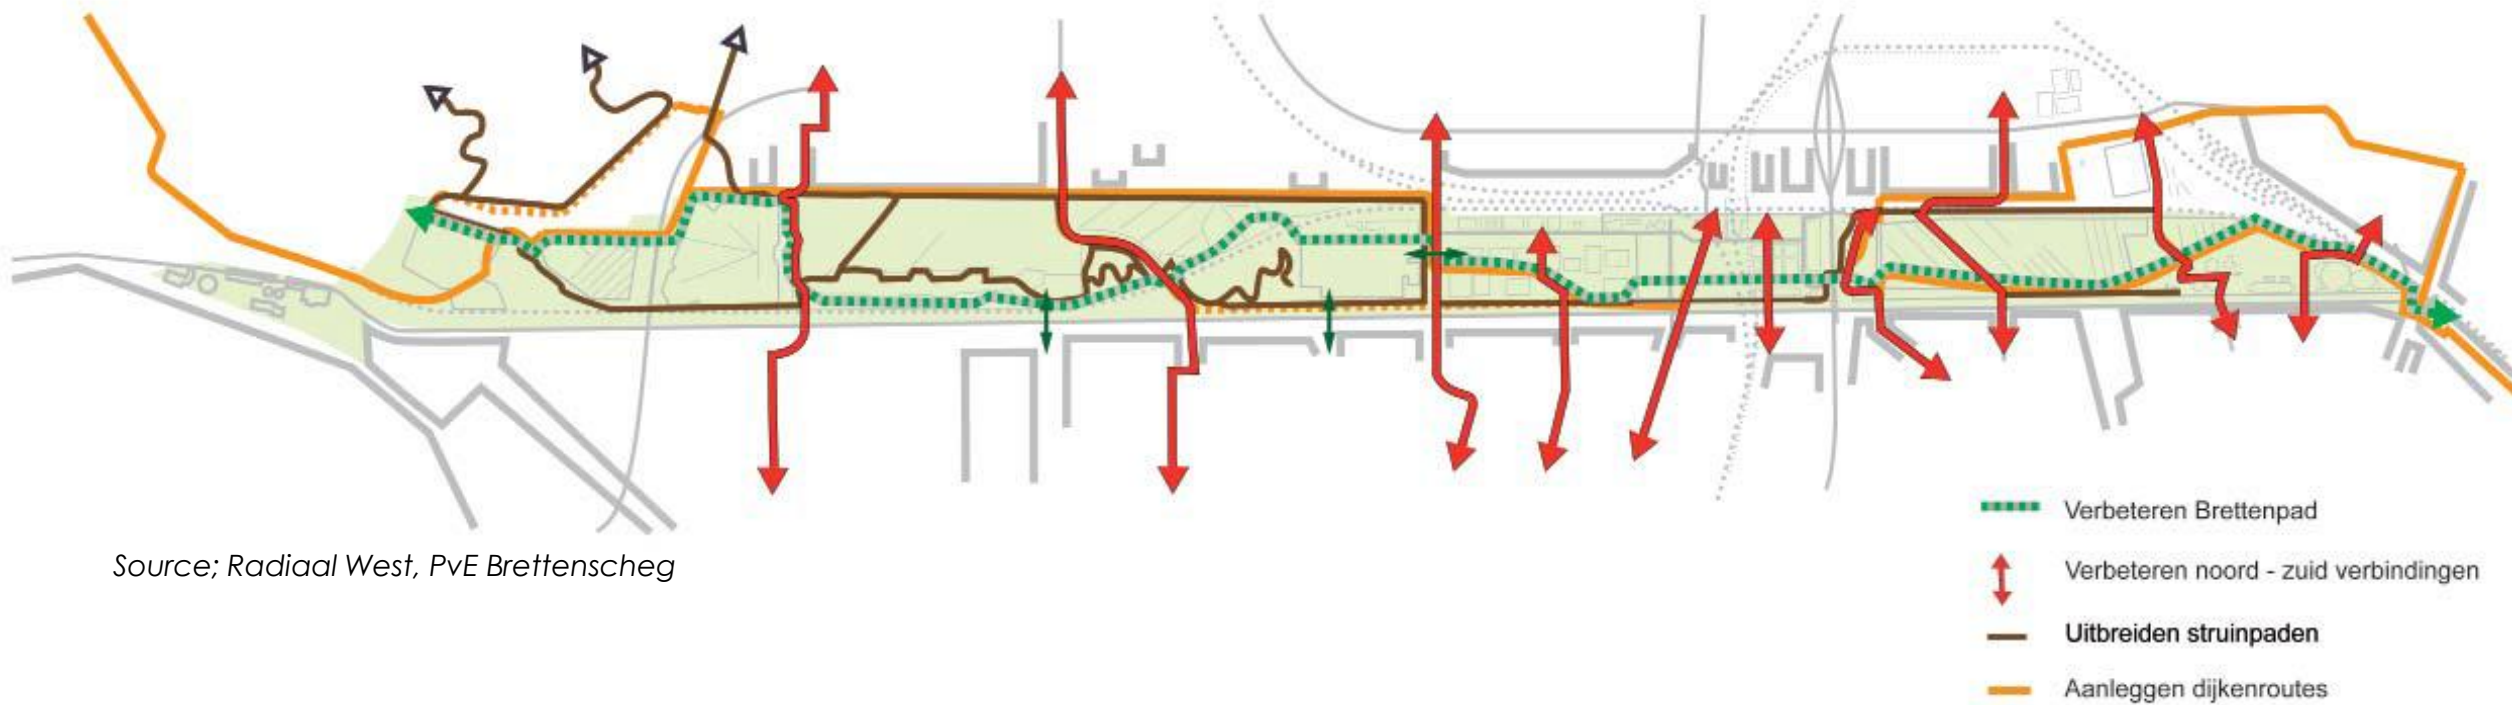 Source; Radiaal West, PvE Brettenscheg
Verbeteren Brettenpad
Verbeteren noord - zuid verbindingen
Uitbreiden struinpaden
Aanleggen dijkenroutes